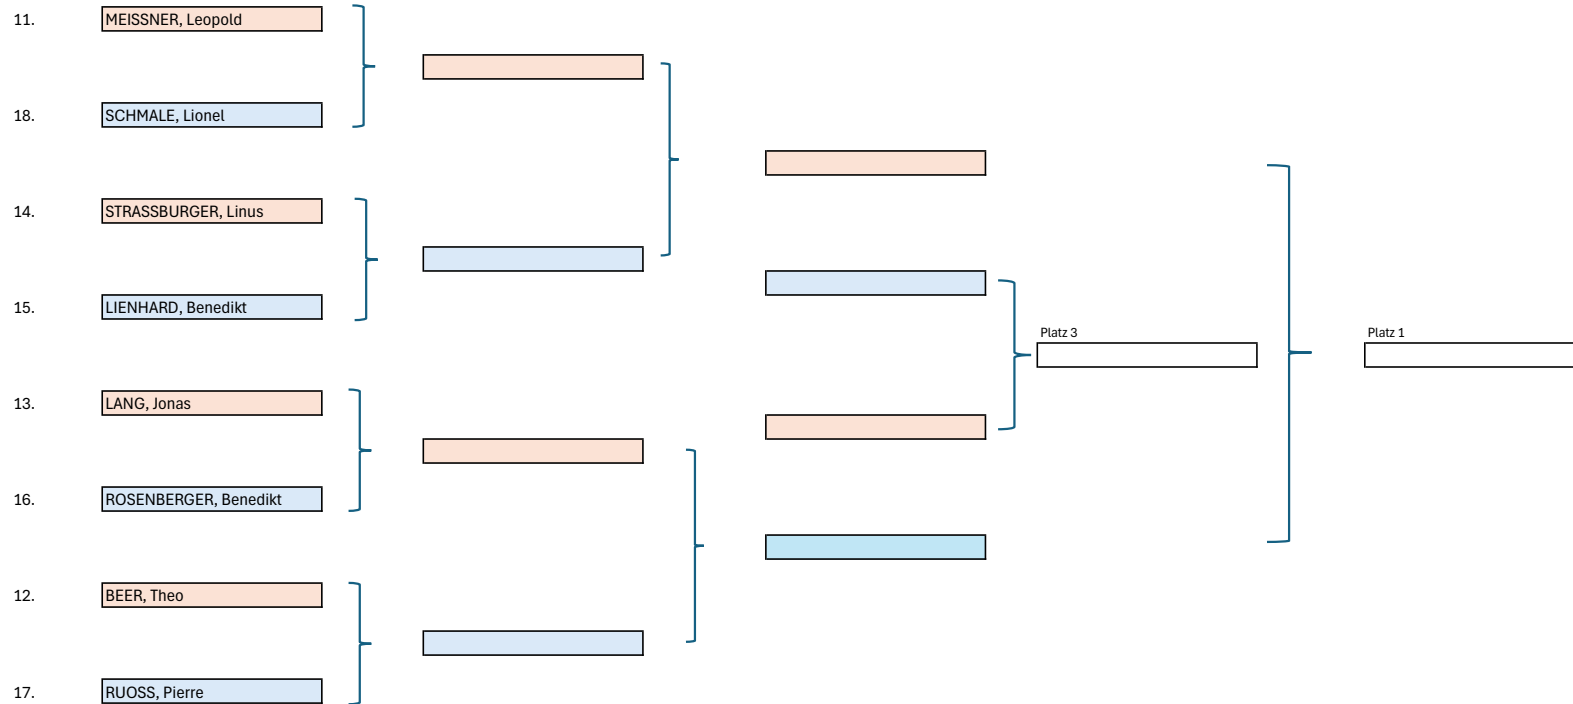 11. MEISSNER, Leopold
18. SCHMALE, Lionel
14. STRASSBURGER, Linus
15. LIENHARD, Benedikt
Platz 3
Platz 1
13. LANG, Jonas
16. ROSENBERGER, Benedikt
12. BEER, Theo
17. RUOSS, Pierre